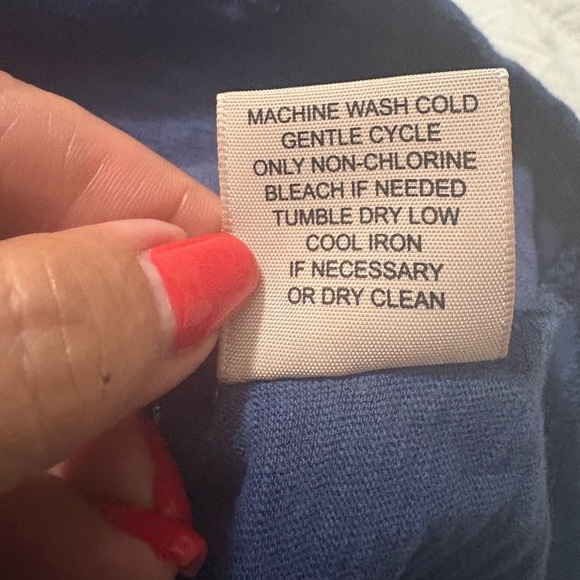 MACHINE WASH COLD
GENTLE CYCLE
ONLY NON-CHLORINE
BLEACH IF NEEDED
TUMBLE DRY LOW
COOL IRON
IF NECESSARY
OR DRY CLEAN